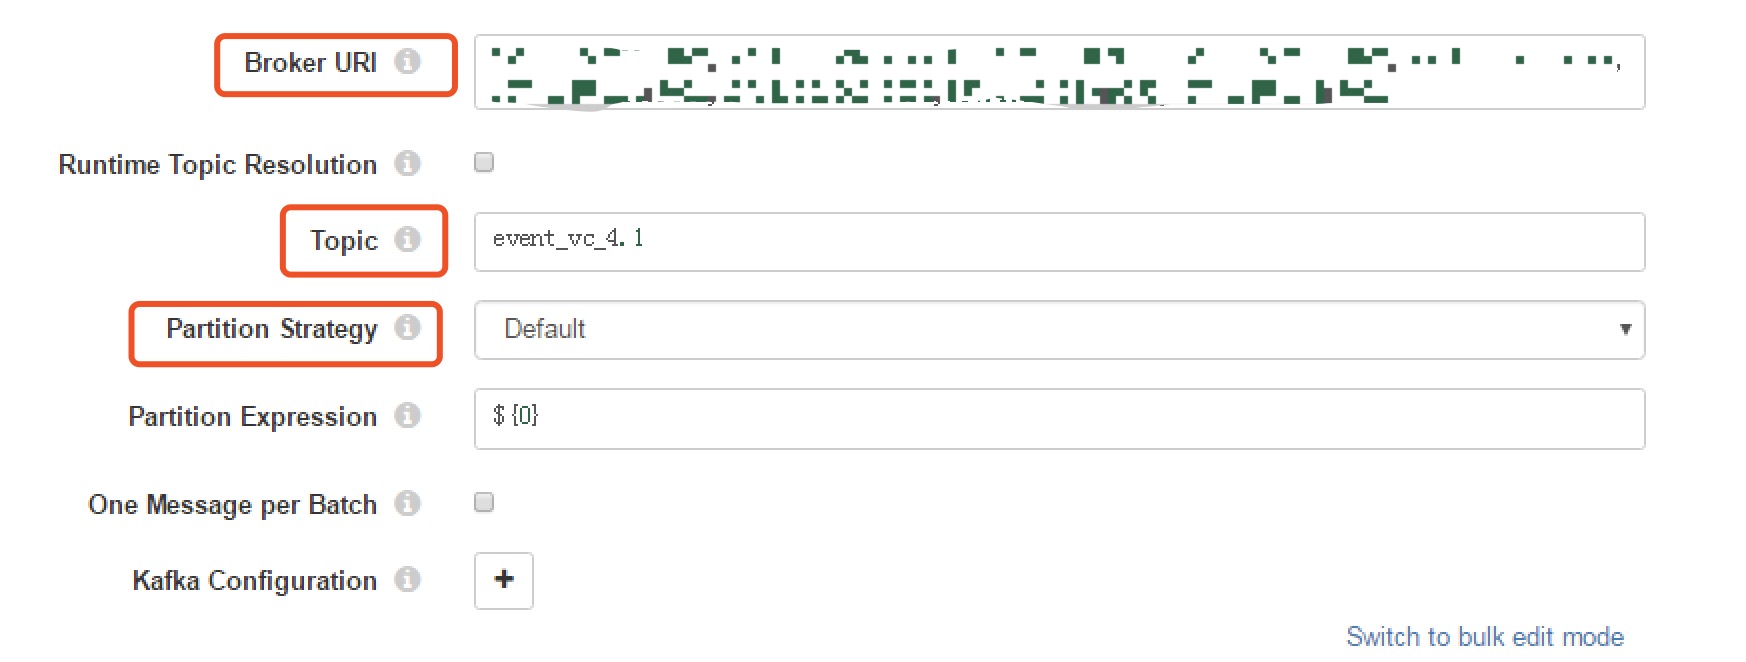 Broker URI
Runtime Topic Resolution
Topic event_vc_4.1
Partition Strategy Default
Partition Expression ${0}
One Message per Batch
Kafka Configuration +
Switch to bulk edit mode